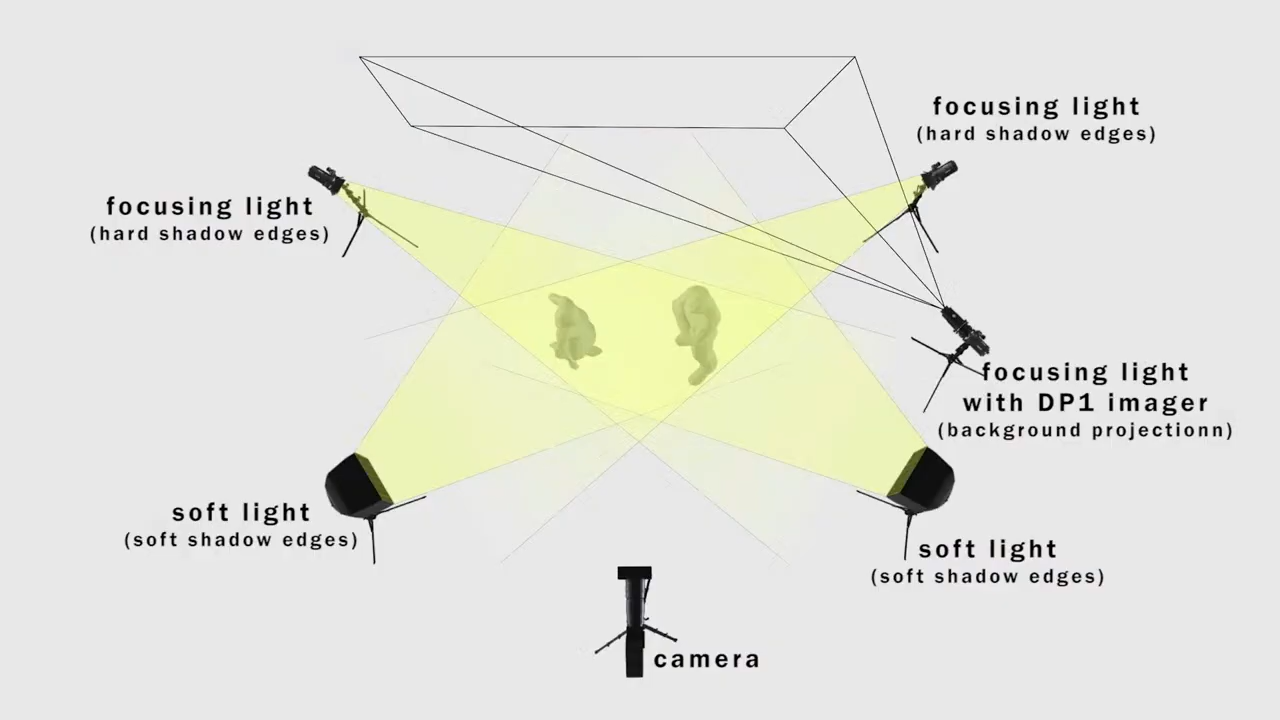 focusing light
(hard shadow edges)
focusing light
(hard shadow edges)
focusing light
with DP1 imager
(background projectionn)
soft light
(soft shadow edges)
soft light
(soft shadow edges)
camera